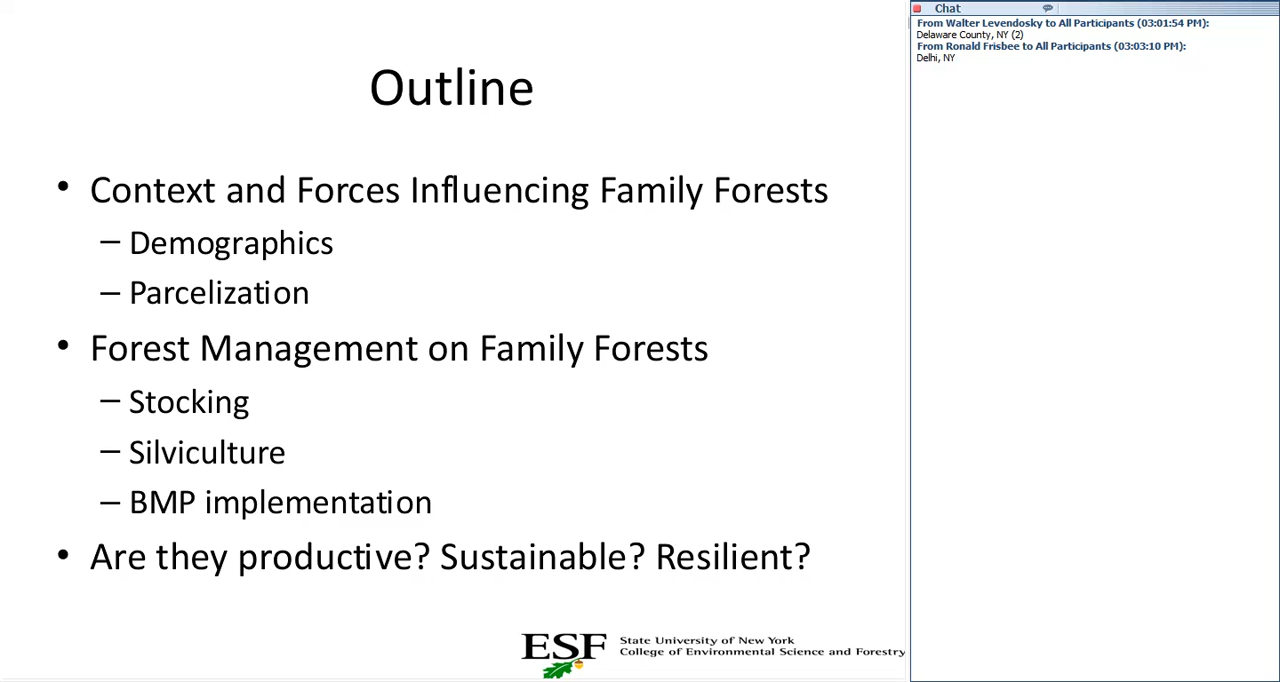 Outline
• Context and Forces Influencing Family Forests
– Demographics
– Parcelization
• Forest Management on Family Forests
– Stocking
– Silviculture
– BMP implementation
• Are they productive? Sustainable? Resilient?
ESF
State University of New York
College of Environmental Science and Forestry
Chat
From Walter Levendosky to All Participants (03:01:54 PM):
Delaware County, NY (2)
From Ronald Frisbee to All Participants (03:03:10 PM):
Delhi, NY